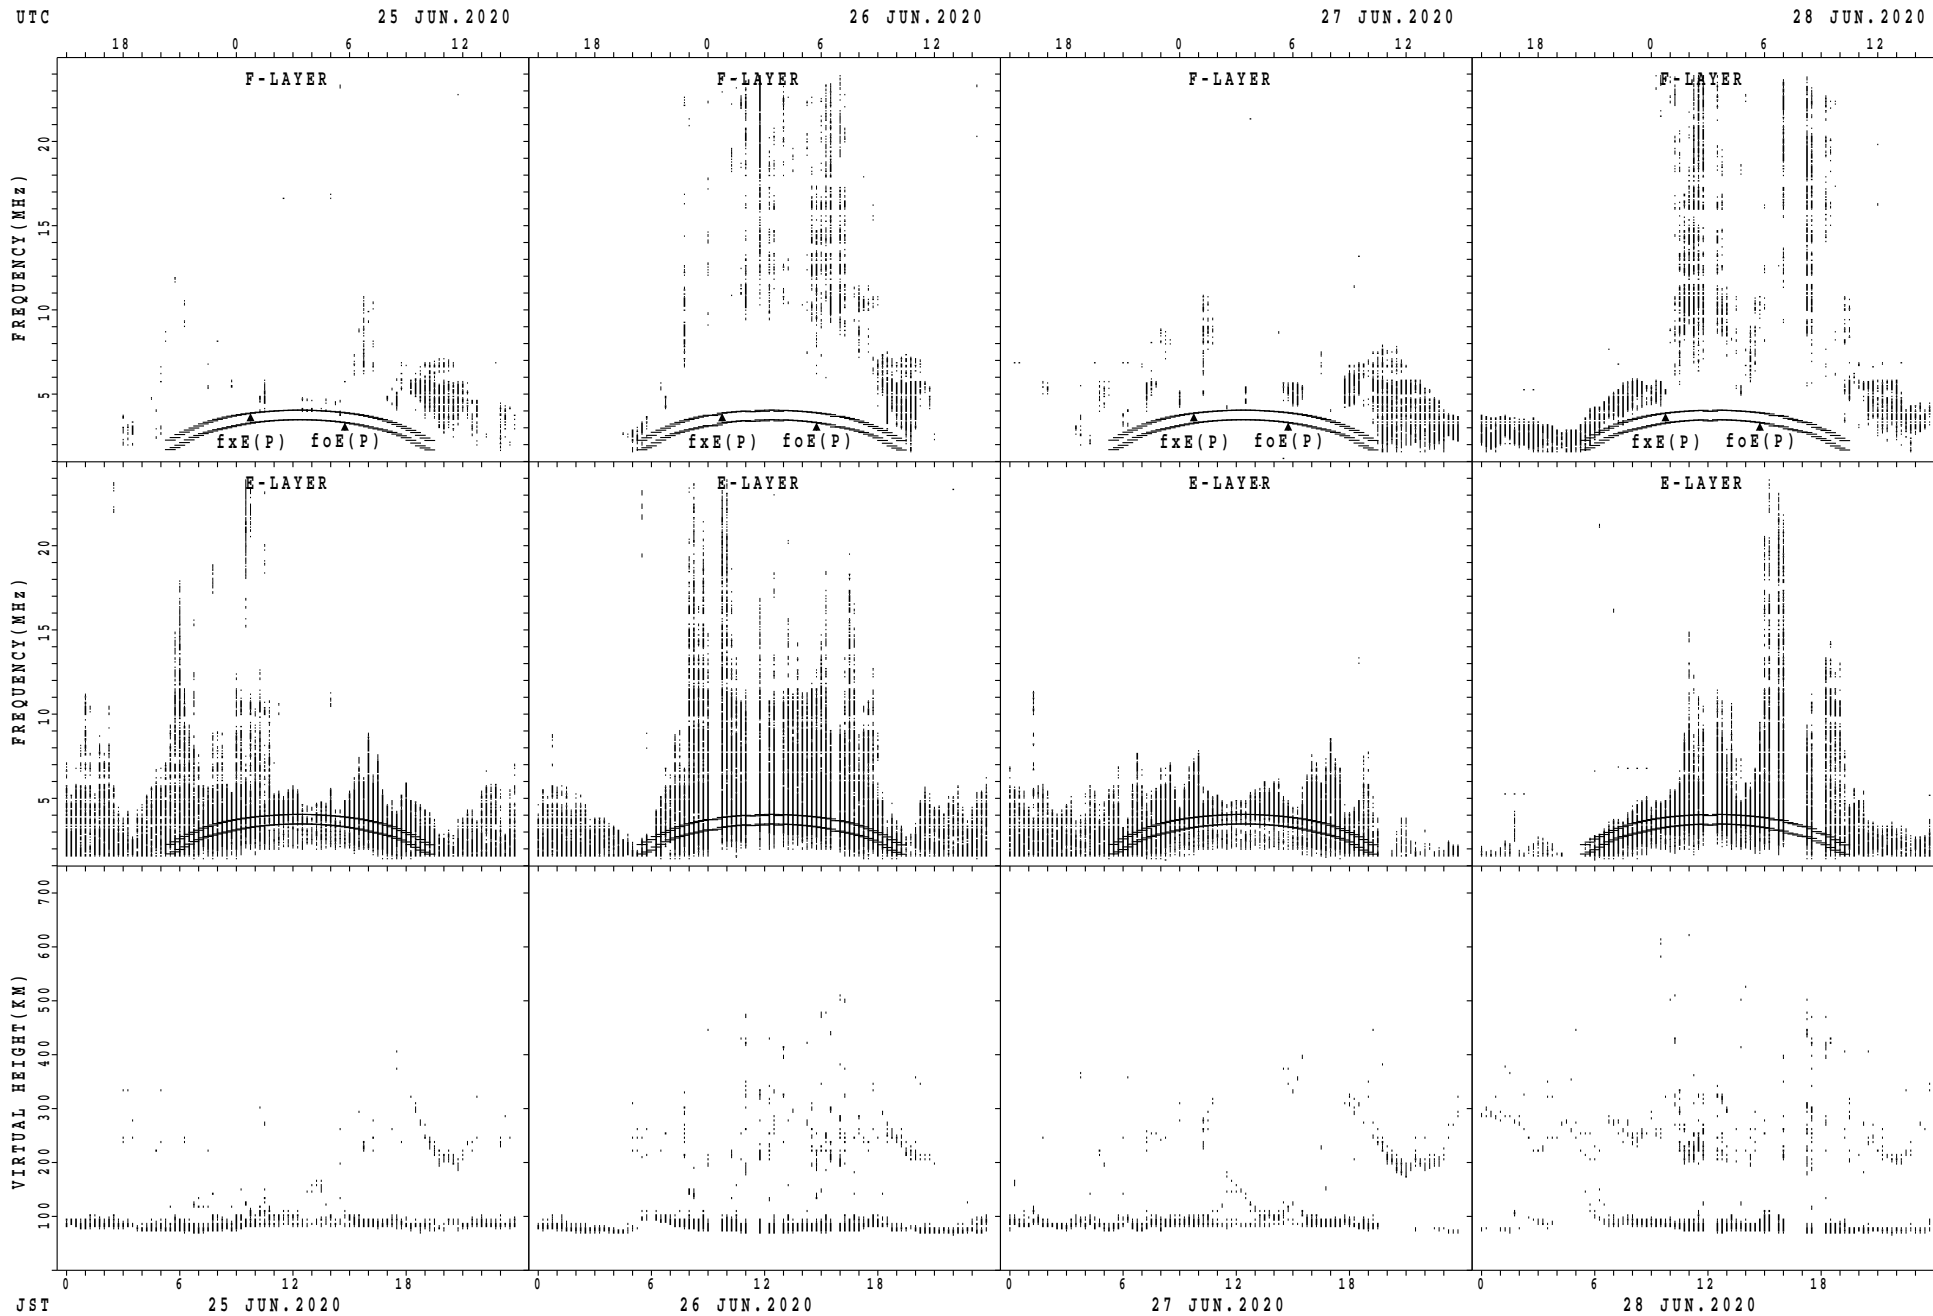 UTC 25 JUN.2020 26 JUN.2020 27 JUN.2020 28 JUN.2020
18 0 6 12 18 0 6 12 18 0 6 12 18 0 6 12
F-LAYER F-LAYER F-LAYER F-LAYER
FREQUENCY(MHz)
20
15
10
5
fxE(P) foE(P) fxE(P) foE(P) fxE(P) foE(P) fxE(P) foE(P)
E-LAYER E-LAYER E-LAYER E-LAYER
FREQUENCY(MHz)
20
15
10
5
VIRTUAL HEIGHT(KM)
700
600
500
400
300
200
100
0 6 12 18 0 6 12 18 0 6 12 18 0 6 12 18
JST 25 JUN.2020 26 JUN.2020 27 JUN.2020 28 JUN.2020